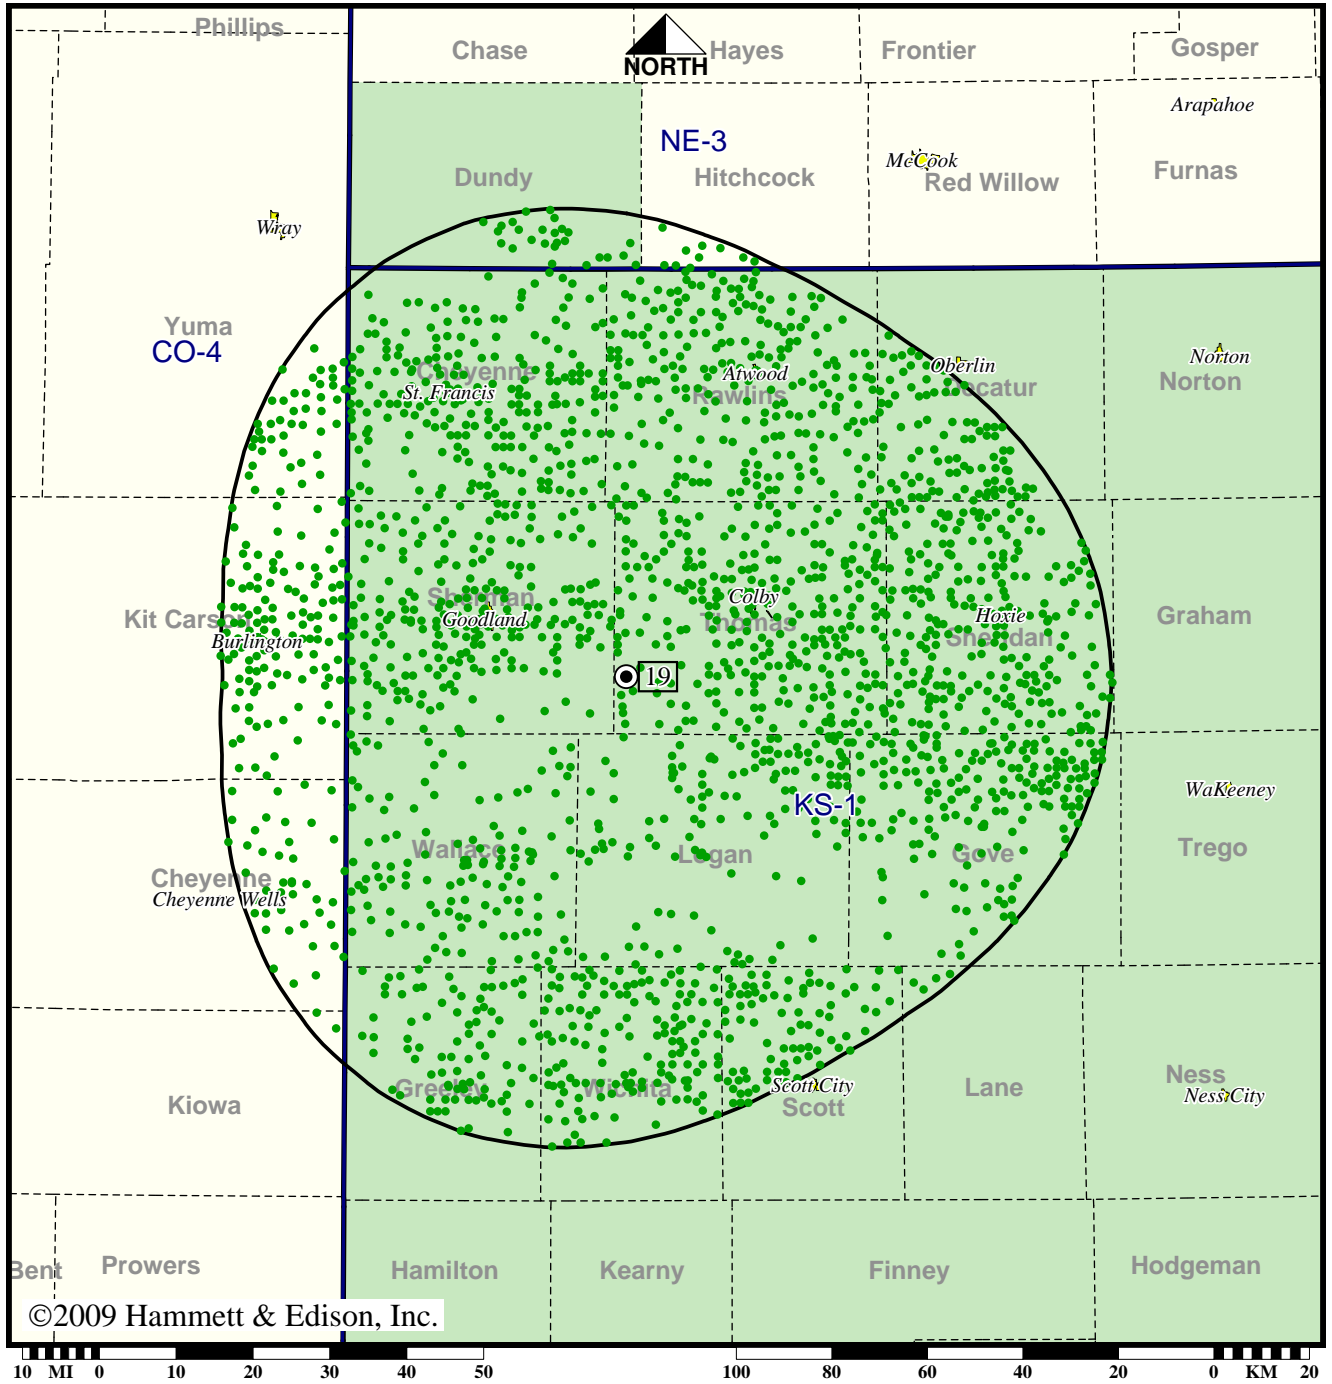 Phillips
Chase
Hayes
Frontier
Gosper
NORTH
Arapahoe
NE-3
McCook
Dundy
Hitchcock
Red Willow
Furnas
Wray
Yuma
CO-4
Cheyenne
St. Francis
Atwood
Rawlins
Oberlin
Decatur
Norton
Norton
Kit Carson
Burlington
Sherman
Goodland
Colby
Thomas
Hoxie
Sheridan
Graham
19
KS-1
WaKeeney
Wallace
Logan
Gove
Trego
Cheyenne
Cheyenne Wells
Kiowa
Greeley
Wichita
Scott City
Scott
Lane
Ness
Ness City
Bent
Prowers
Hamilton
Kearny
Finney
Hodgeman
©2009 Hammett & Edison, Inc.
10 MI 0 10 20 30 40 50 100 80 60 40 20 0 KM 20